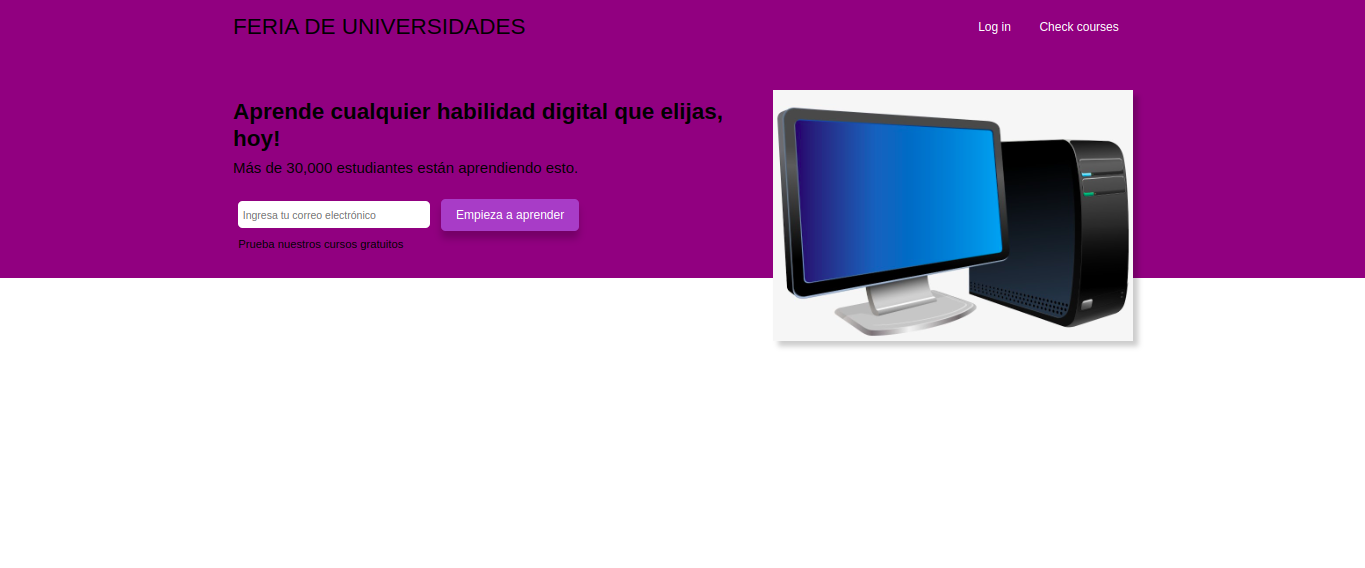 FERIA DE UNIVERSIDADES
Log in
Check courses
Aprende cualquier habilidad digital que elijas,
hoy!
Más de 30,000 estudiantes están aprendiendo esto.
Ingresa tu correo electrónico
Empieza a aprender
Prueba nuestros cursos gratuitos